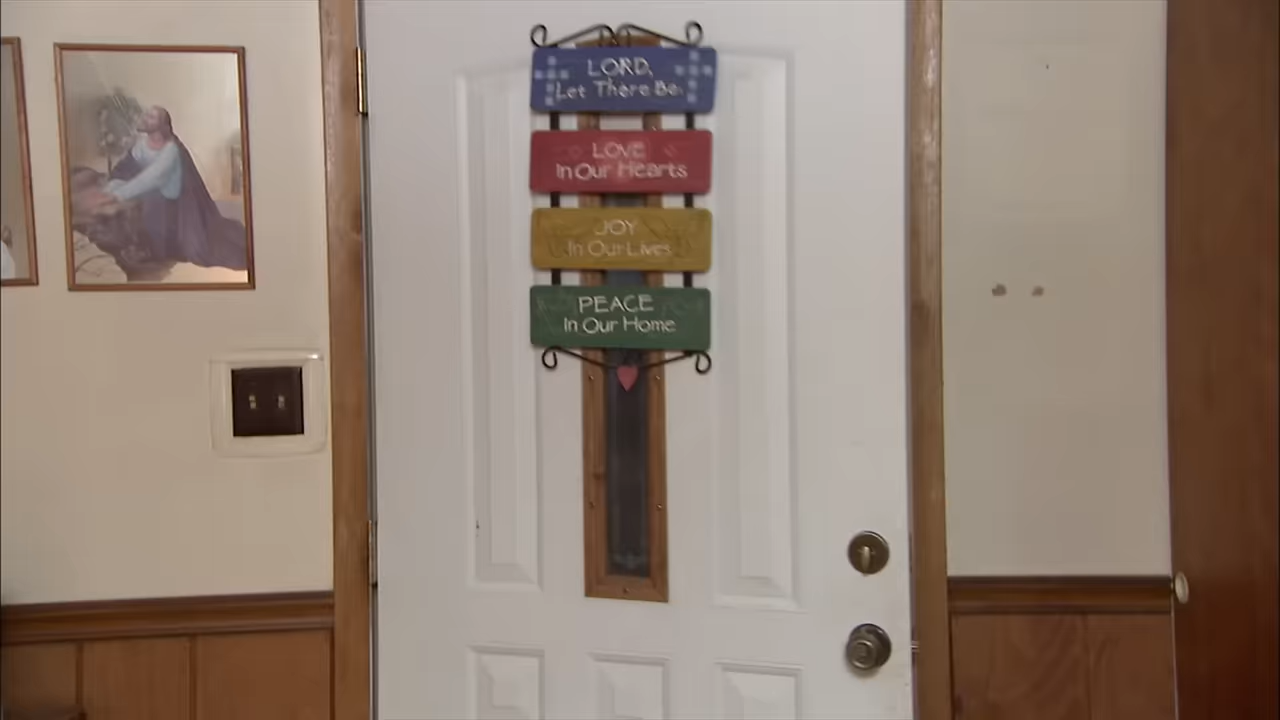 LORD,
Let There Be
LOVE
In Our Hearts
JOY
In Our Lives
PEACE
In Our Home